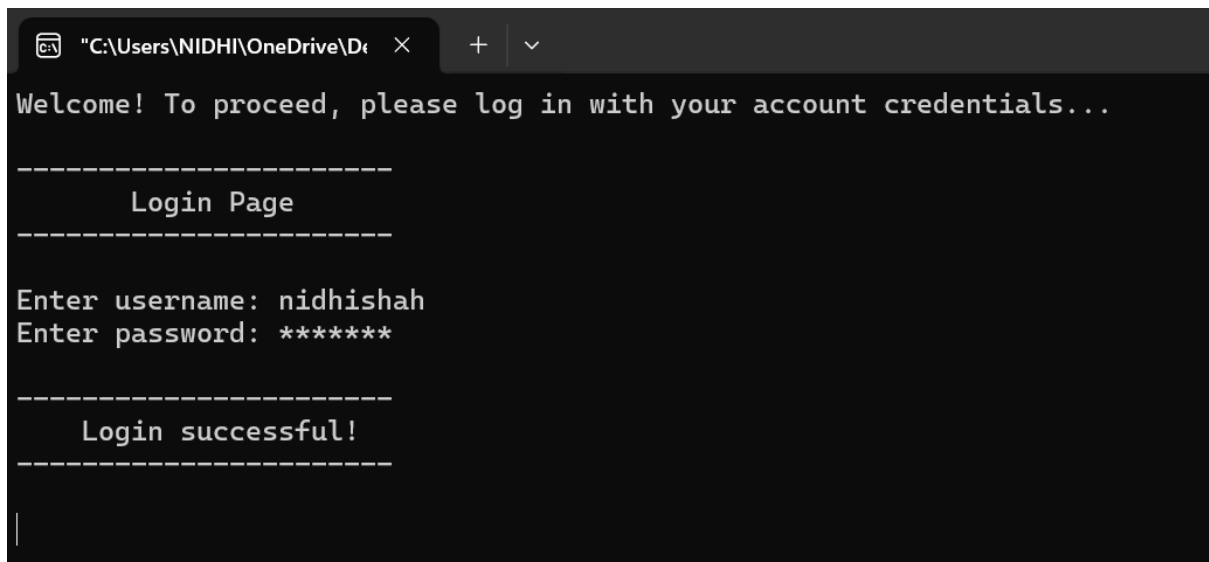 "C:\Users\NIDHI\OneDrive\De
Welcome! To proceed, please log in with your account credentials...
-----------------------
Login Page
-----------------------
Enter username: nidhishah
Enter password: *******
-----------------------
Login successful!
-----------------------